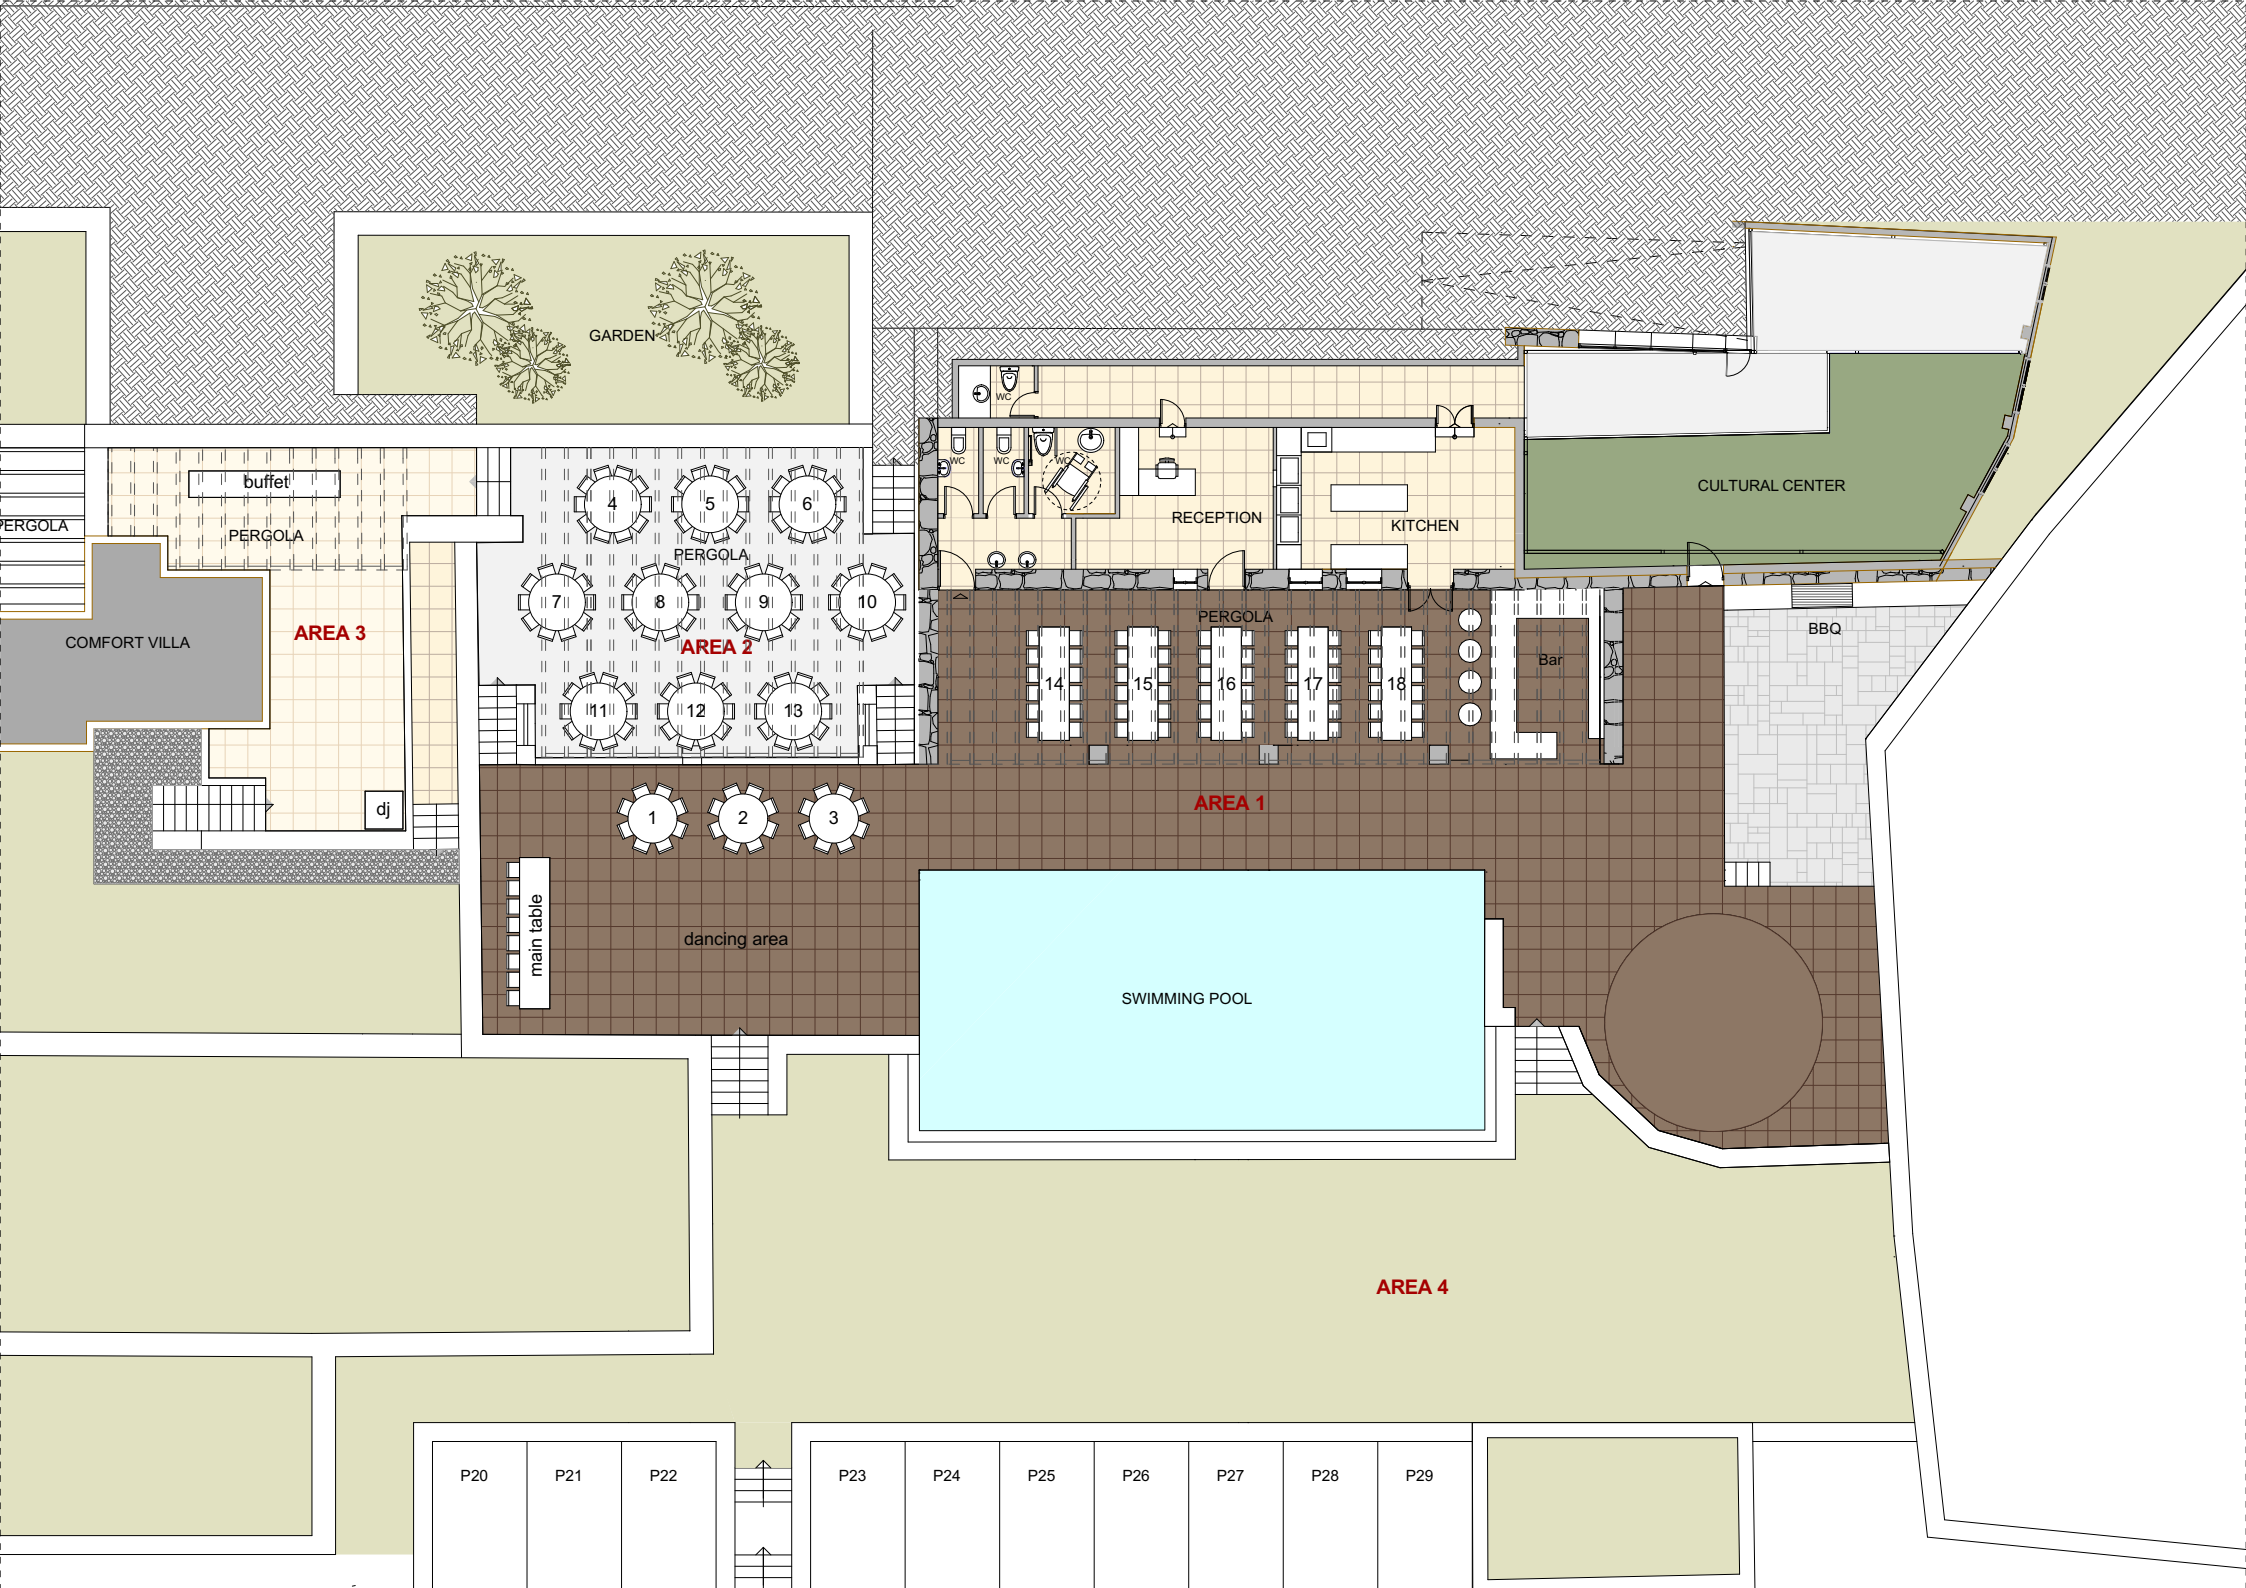 GARDEN
WC
WC
WC
WC
buffet
4
5
6
CULTURAL CENTER
RECEPTION
KITCHEN
PERGOLA
PERGOLA
PERGOLA
7
8
9
10
PERGOLA
BBQ
AREA 3
COMFORT VILLA
AREA 2
Bar
14
15
16
17
18
11
12
13
dj
AREA 1
1
2
3
main table
dancing area
SWIMMING POOL
AREA 4
P20
P21
P22
P23
P24
P25
P26
P27
P28
P29